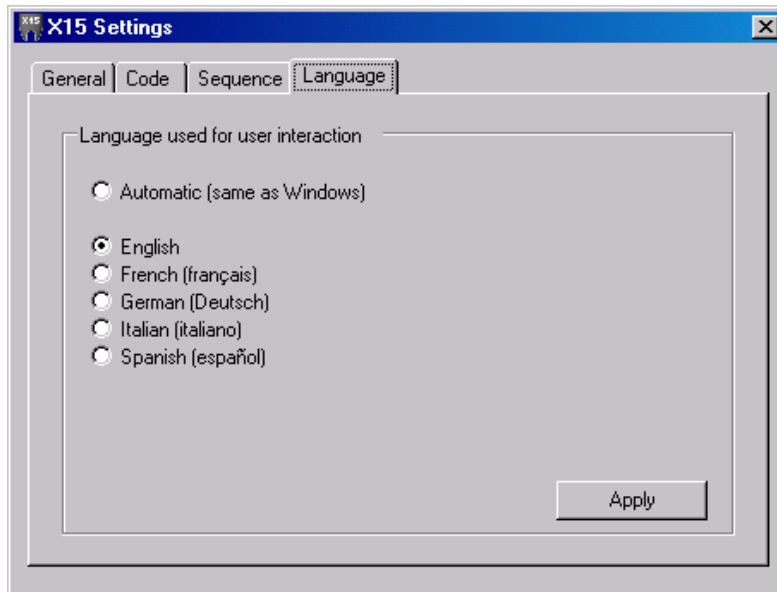 X15 X15 Settings
General Code Sequence Language
Language used for user interaction
Automatic (same as Windows)
English
French (français)
German (Deutsch)
Italian (italiano)
Spanish (español)
Apply